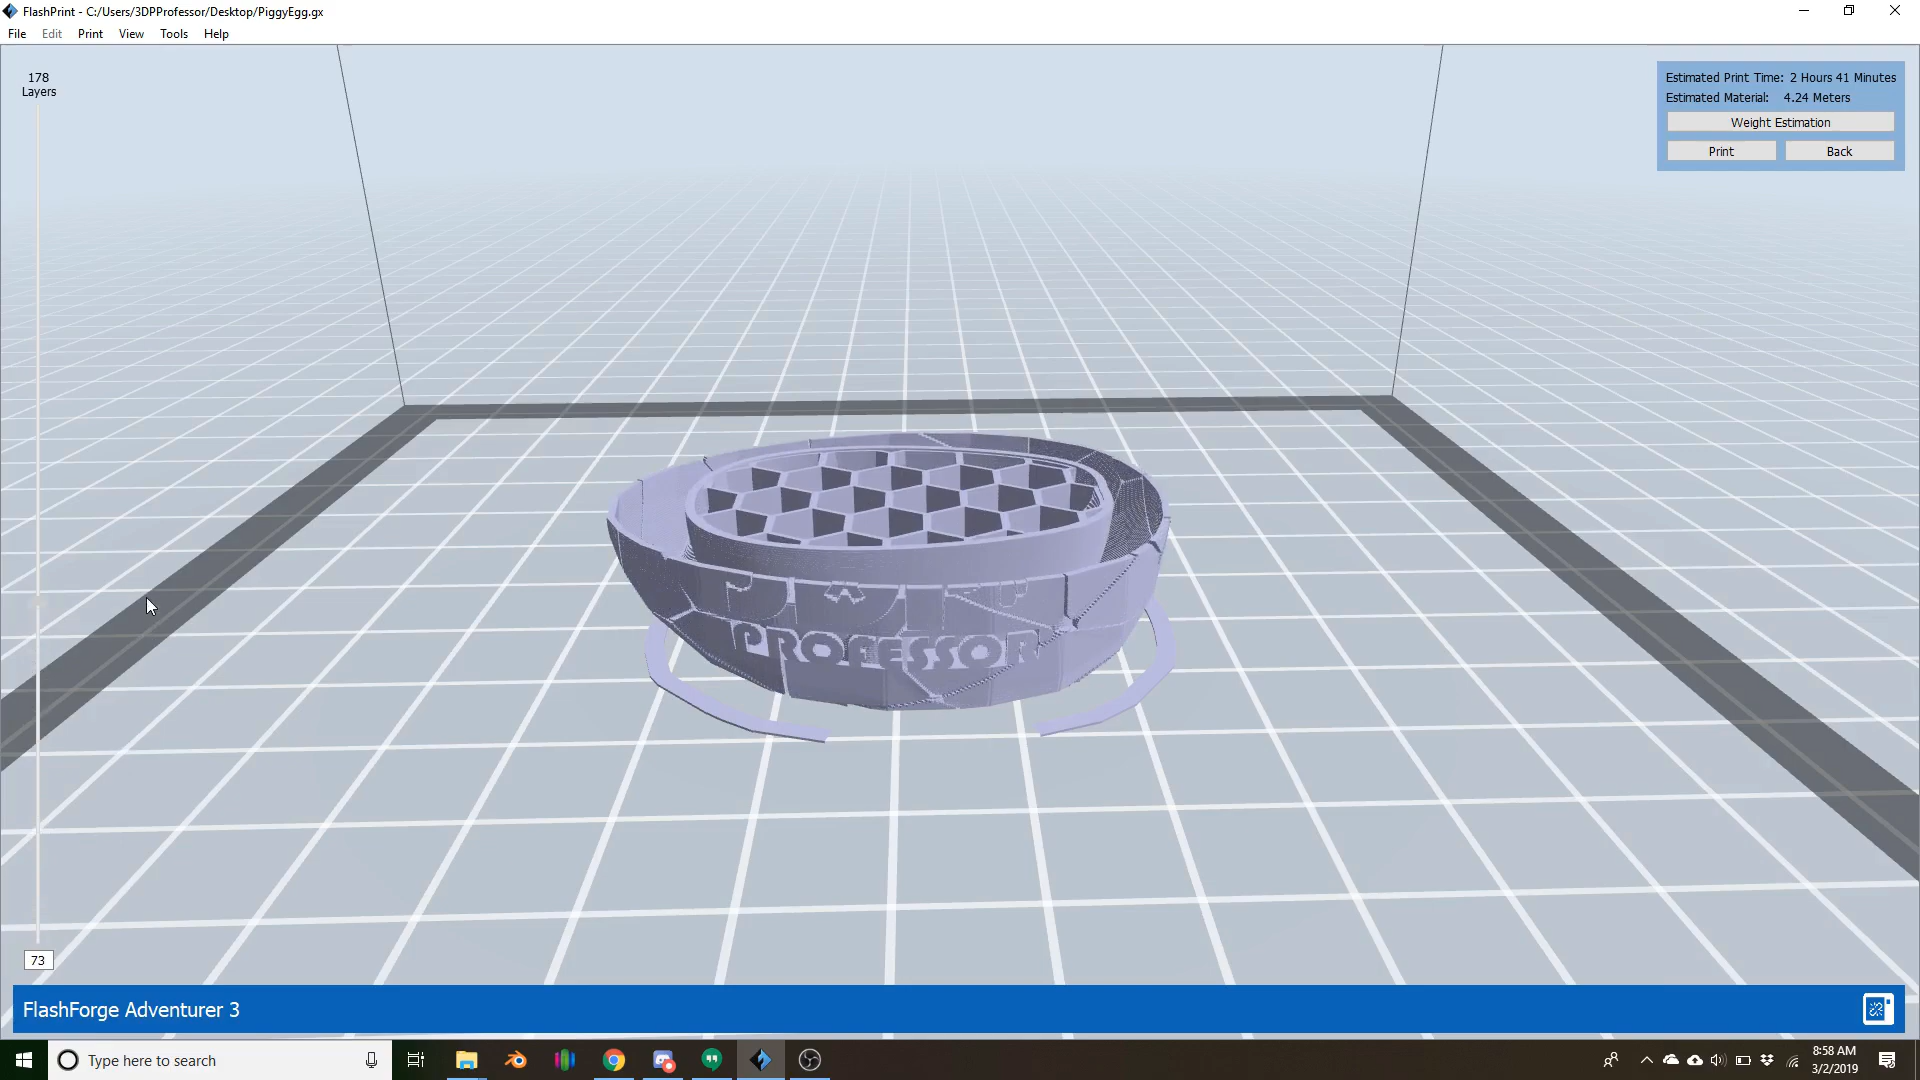 FlashPrint - C:/Users/3DPProfessor/Desktop/PiggyEgg.gx
File Edit Print View Tools Help
178
Layers
Estimated Print Time: 2 Hours 41 Minutes
Estimated Material: 4.24 Meters
Weight Estimation
Print Back
PROFESSOR
73
FlashForge Adventurer 3
Type here to search
8:58 AM
3/2/2019